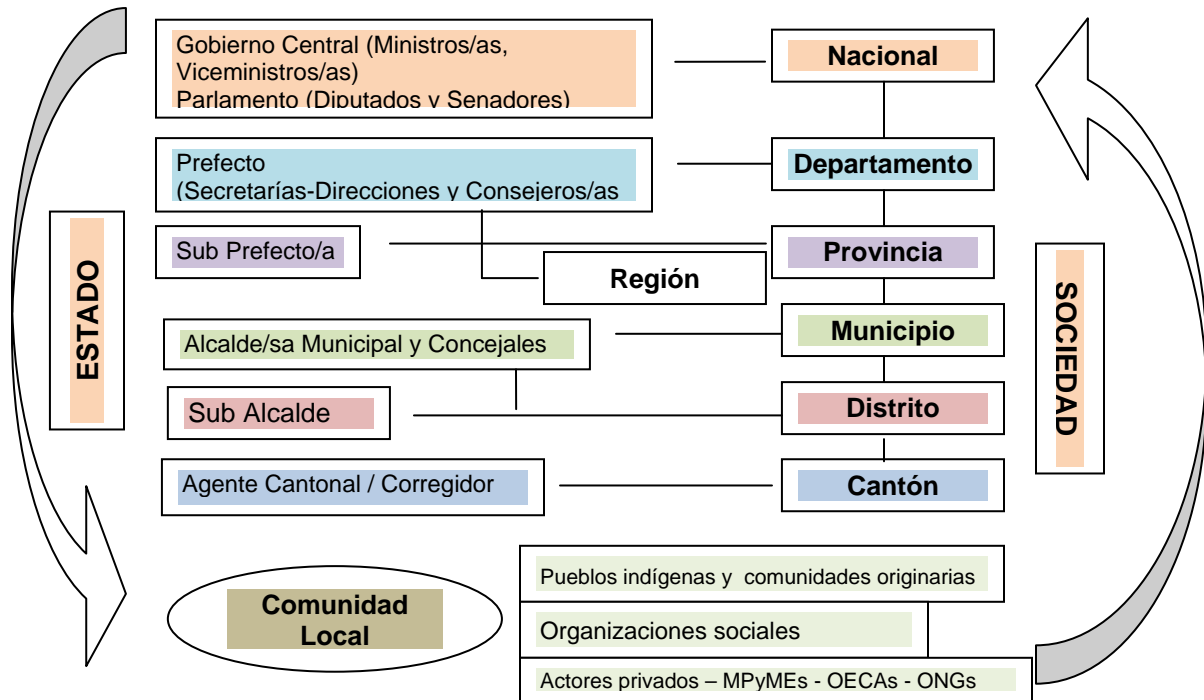 Gobierno Central (Ministros/as,
Viceministros/as)
Parlamento (Diputados y Senadores)
Nacional
Prefecto
(Secretarías-Direcciones y Consejeros/as
Departamento
Sub Prefecto/a
Provincia
Región
ESTADO
SOCIEDAD
Alcalde/sa Municipal y Concejales
Municipio
Sub Alcalde
Distrito
Agente Cantonal / Corregidor
Cantón
Comunidad
Local
Pueblos indígenas y comunidades originarias
Organizaciones sociales
Actores privados – MPyMEs - OECAs - ONGs